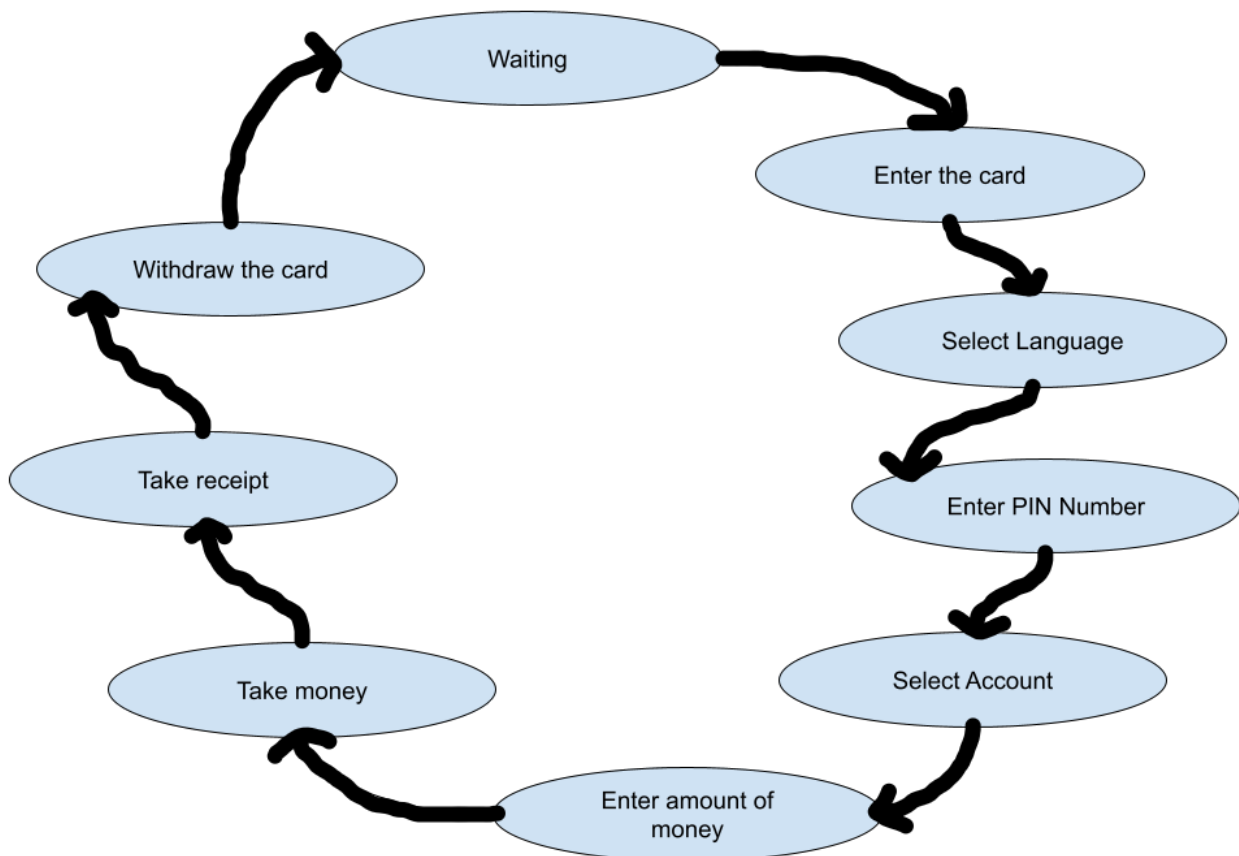 Waiting
Enter the card
Select Language
Enter PIN Number
Select Account
Enter amount of
money
Take money
Take receipt
Withdraw the card